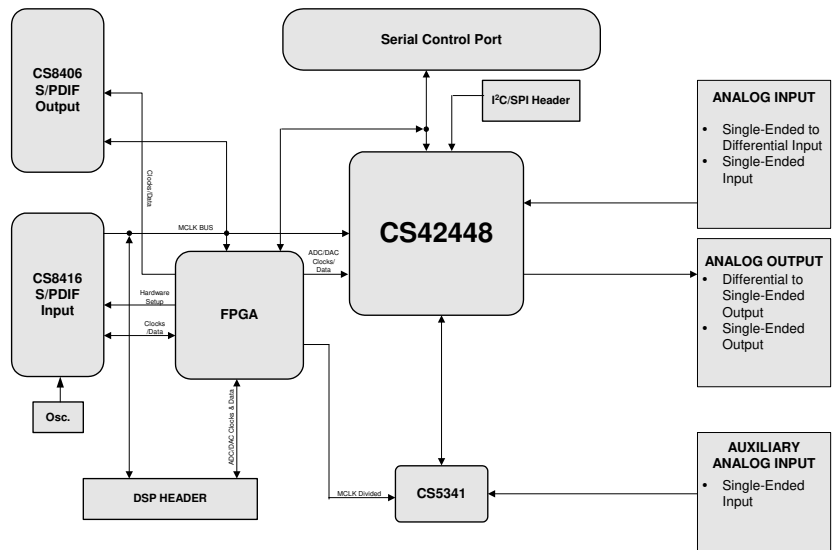 Serial Control Port
CS8406
S/PDIF
Output
I²C/SPI Header
ANALOG INPUT
• Single-Ended to
Differential Input
• Single-Ended
Input
Clocks/Data
MCLK BUS
CS42448
CS8416
S/PDIF
Input
ADC/DAC
Clocks/
Data
Hardware
Setup
FPGA
Clocks
/Data
ANALOG OUTPUT
• Differential to
Single-Ended
Output
• Single-Ended
Output
Osc.
ADC/DAC Clocks & Data
DSP HEADER
MCLK Divided
CS5341
AUXILIARY
ANALOG INPUT
• Single-Ended
Input